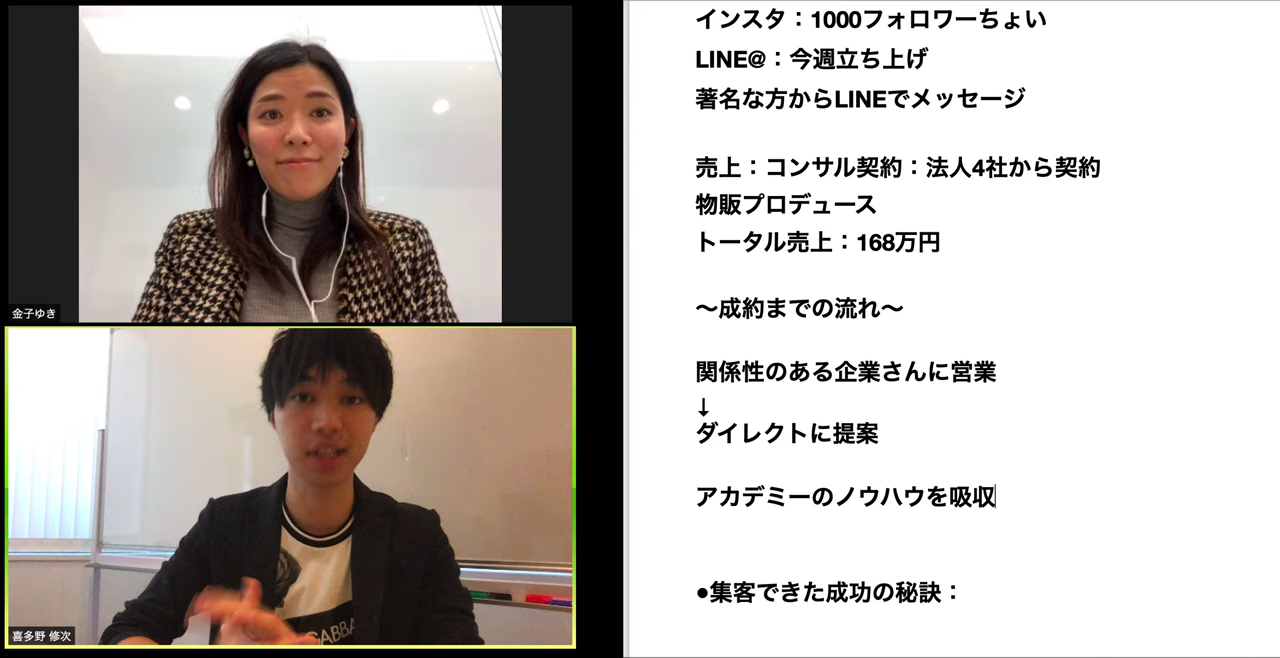 金子ゆき
GABBA
喜多野 修次
インスタ：1000フォロワーちょい
LINE@：今週立ち上げ
著名な方からLINEでメッセージ
売上：コンサル契約：法人4社から契約
物販プロデュース
トータル売上：168万円
〜成約までの流れ〜
関係性のある企業さんに営業
↓
ダイレクトに提案
アカデミーのノウハウを吸収
●集客できた成功の秘訣：